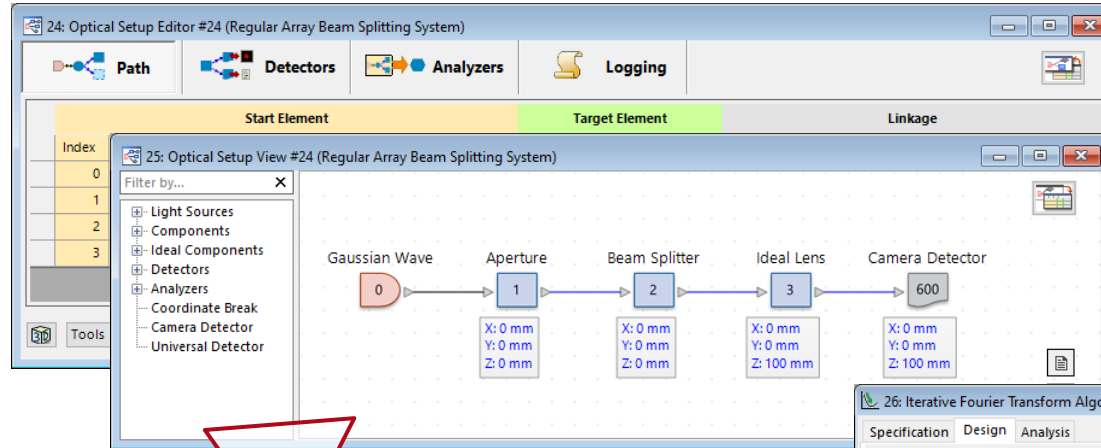 24: Optical Setup Editor #24 (Regular Array Beam Splitting System)
Path Detectors Analyzers Logging
Start Element Target Element Linkage
Index
0
1
2
3
Tools
25: Optical Setup View #24 (Regular Array Beam Splitting System)
Filter by...
Light Sources
Components
Ideal Components
Detectors
Analyzers
Coordinate Break
Camera Detector
Universal Detector
Gaussian Wave Aperture Beam Splitter Ideal Lens Camera Detector
0 1 2 3 600
X: 0 mm X: 0 mm X: 0 mm X: 0 mm
Y: 0 mm Y: 0 mm Y: 0 mm Y: 0 mm
Z: 0 mm Z: 0 mm Z: 100 mm Z: 100 mm
26: Iterative Fourier Transform Algo
Specification Design Analysis